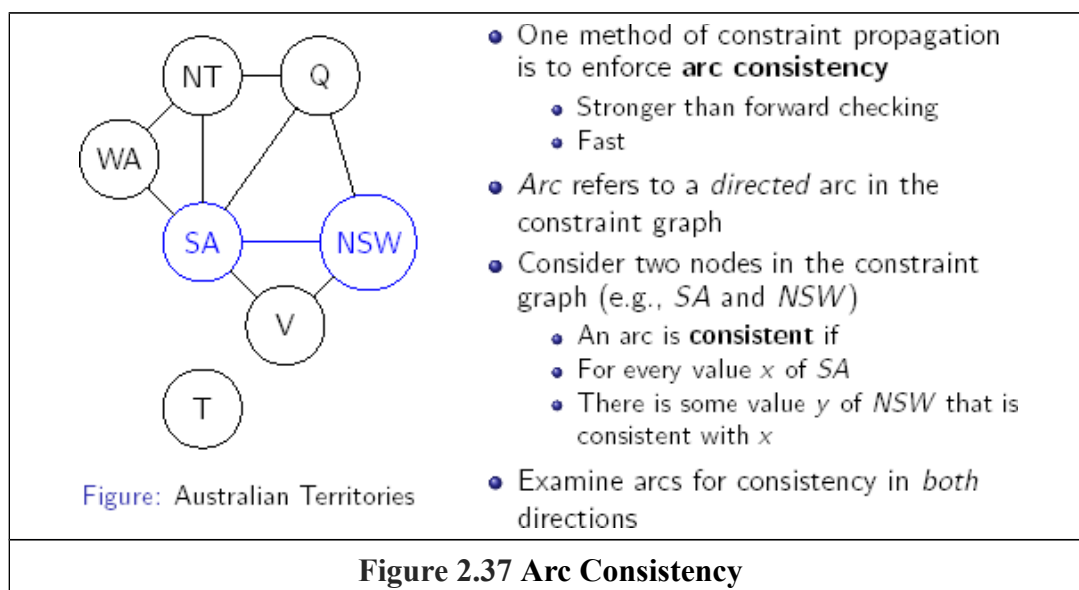 NT
Q
WA
SA
NSW
V
T
Figure: Australian Territories
• One method of constraint propagation
is to enforce arc consistency
• Stronger than forward checking
• Fast
• Arc refers to a directed arc in the
constraint graph
• Consider two nodes in the constraint
graph (e.g., SA and NSW)
• An arc is consistent if
• For every value x of SA
• There is some value y of NSW that is
consistent with x
• Examine arcs for consistency in both
directions
Figure 2.37 Arc Consistency